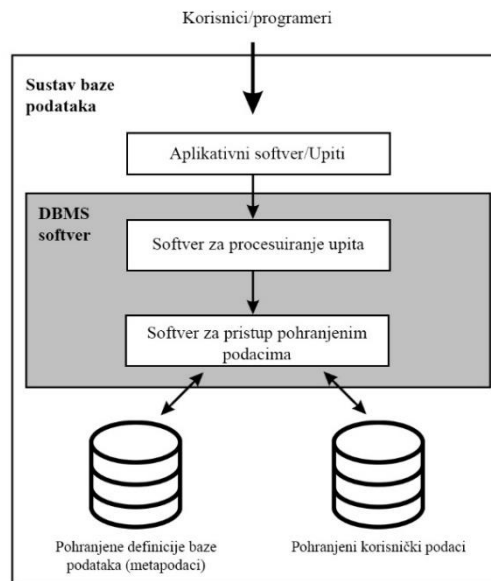 Korisnici/programeri
Sustav baze
podataka
Aplikativni softver/Upiti
DBMS
softver
Softver za procesuiranje upita
Softver za pristup pohranjenim
podacima
Pohranjene definicije baze
podataka (metapodaci)
Pohranjeni korisnički podaci